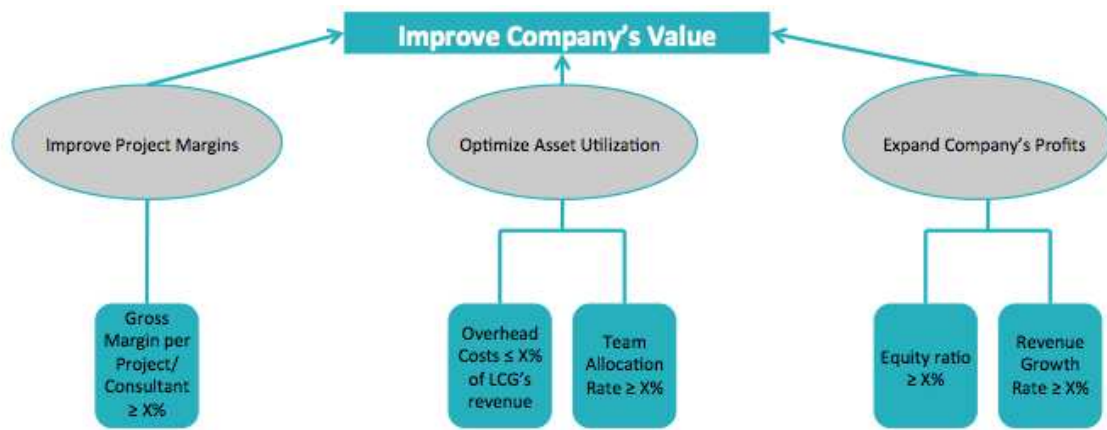 Improve Company's Value
Improve Project Margins
Optimize Asset Utilization
Expand Company's Profits
Gross
Margin per
Project/
Consultant
≥ X%
Overhead
Costs ≤ X%
of LCG's
revenue
Team
Allocation
Rate ≥ X%
Equity ratio
≥ X%
Revenue
Growth
Rate ≥ X%